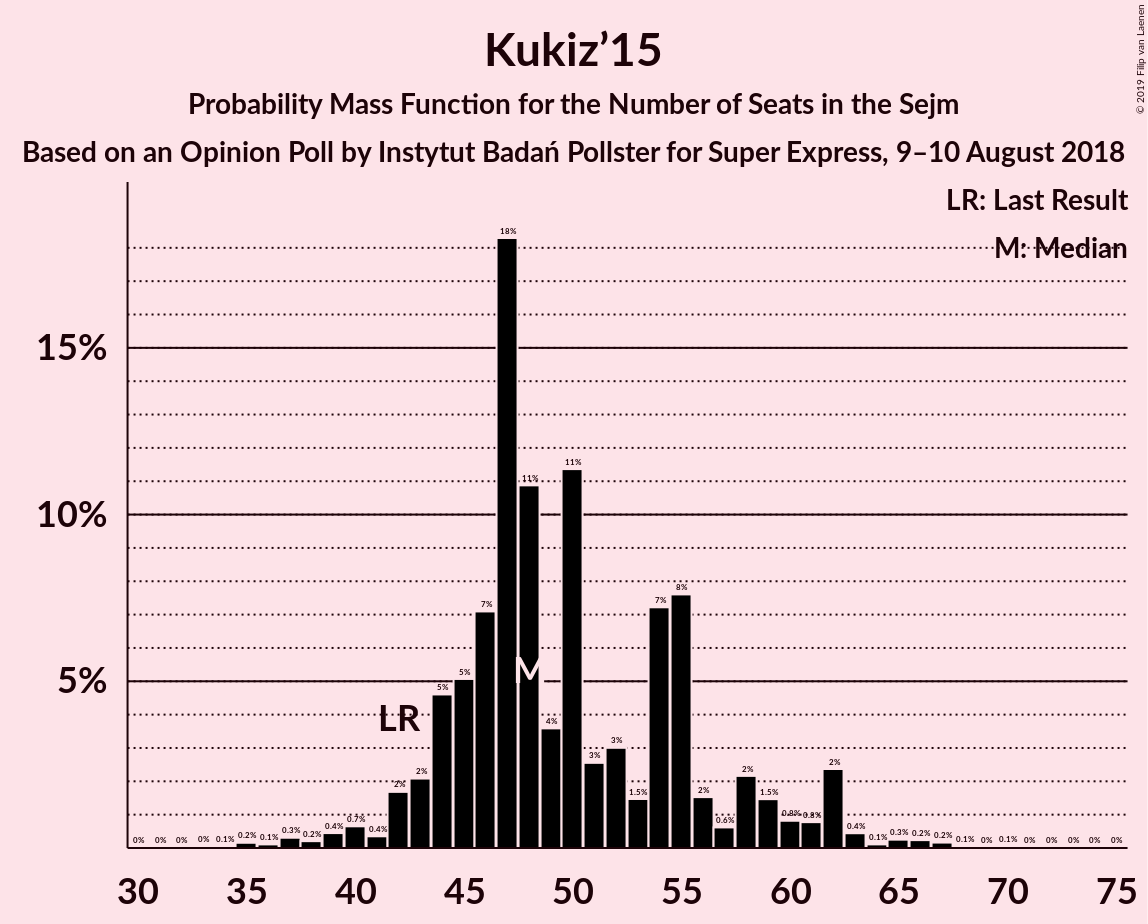 Kukiz’15
Probability Mass Function for the Number of Seats in the Sejm
Based on an Opinion Poll by Instytut Badań Pollster for Super Express, 9–10 August 2018
© 2019 Filip van Laenen
LR: Last Result
M: Median
15%
10%
5%
LR
M
0% 0% 0% 0% 0.1% 0.2% 0.1% 0.3% 0.2% 0.4% 0.7% 0.4% 2% 2% 5% 5% 7% 18% 11% 4% 11% 3% 3% 1.5% 7% 8% 2% 0.6% 2% 1.5% 0.8% 0.8% 2% 0.4% 0.1% 0.3% 0.2% 0.2% 0.1% 0% 0.1% 0% 0% 0% 0% 0%
30 35 40 45 50 55 60 65 70 75